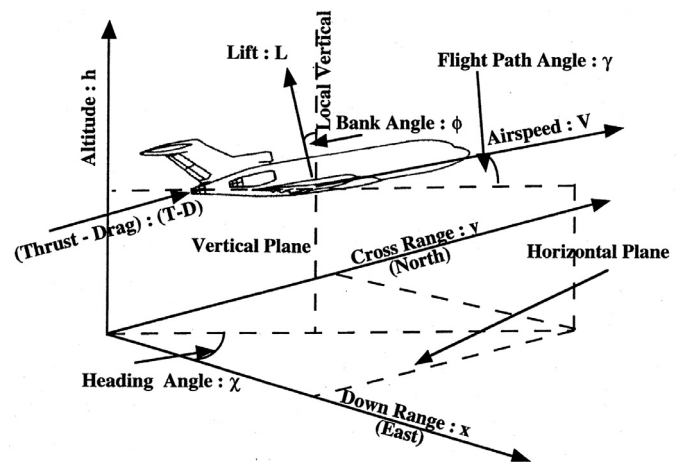 Altitude : h
Lift : L
Local Vertical
Flight Path Angle : γ
Bank Angle : ϕ
Airspeed : V
(Thrust - Drag) : (T-D)
Vertical Plane
Cross Range : y
(North)
Horizontal Plane
Heading Angle : χ
Down Range : x
(East)